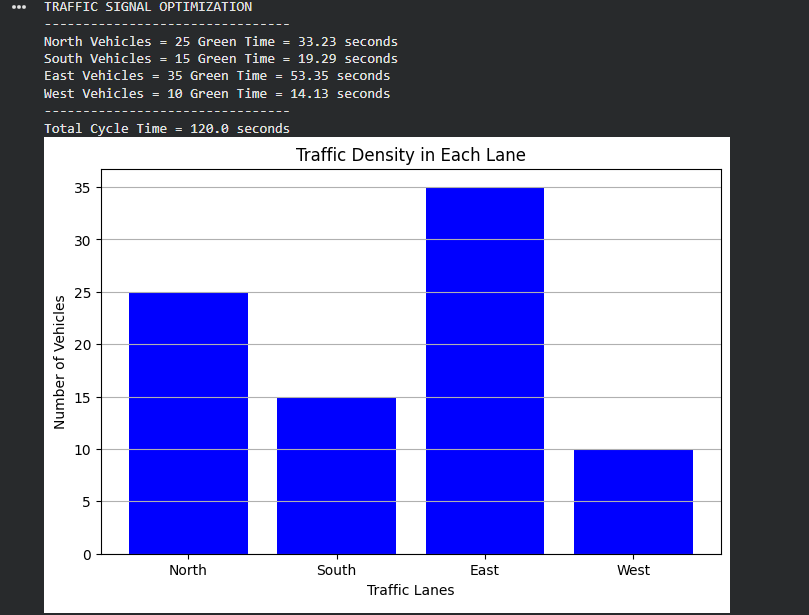 TRAFFIC SIGNAL OPTIMIZATION
--------------------------------
North Vehicles = 25 Green Time = 33.23 seconds
South Vehicles = 15 Green Time = 19.29 seconds
East Vehicles = 35 Green Time = 53.35 seconds
West Vehicles = 10 Green Time = 14.13 seconds
--------------------------------
Total Cycle Time = 120.0 seconds
Traffic Density in Each Lane
Number of Vehicles
35
30
25
20
15
10
5
0
North South East West
Traffic Lanes